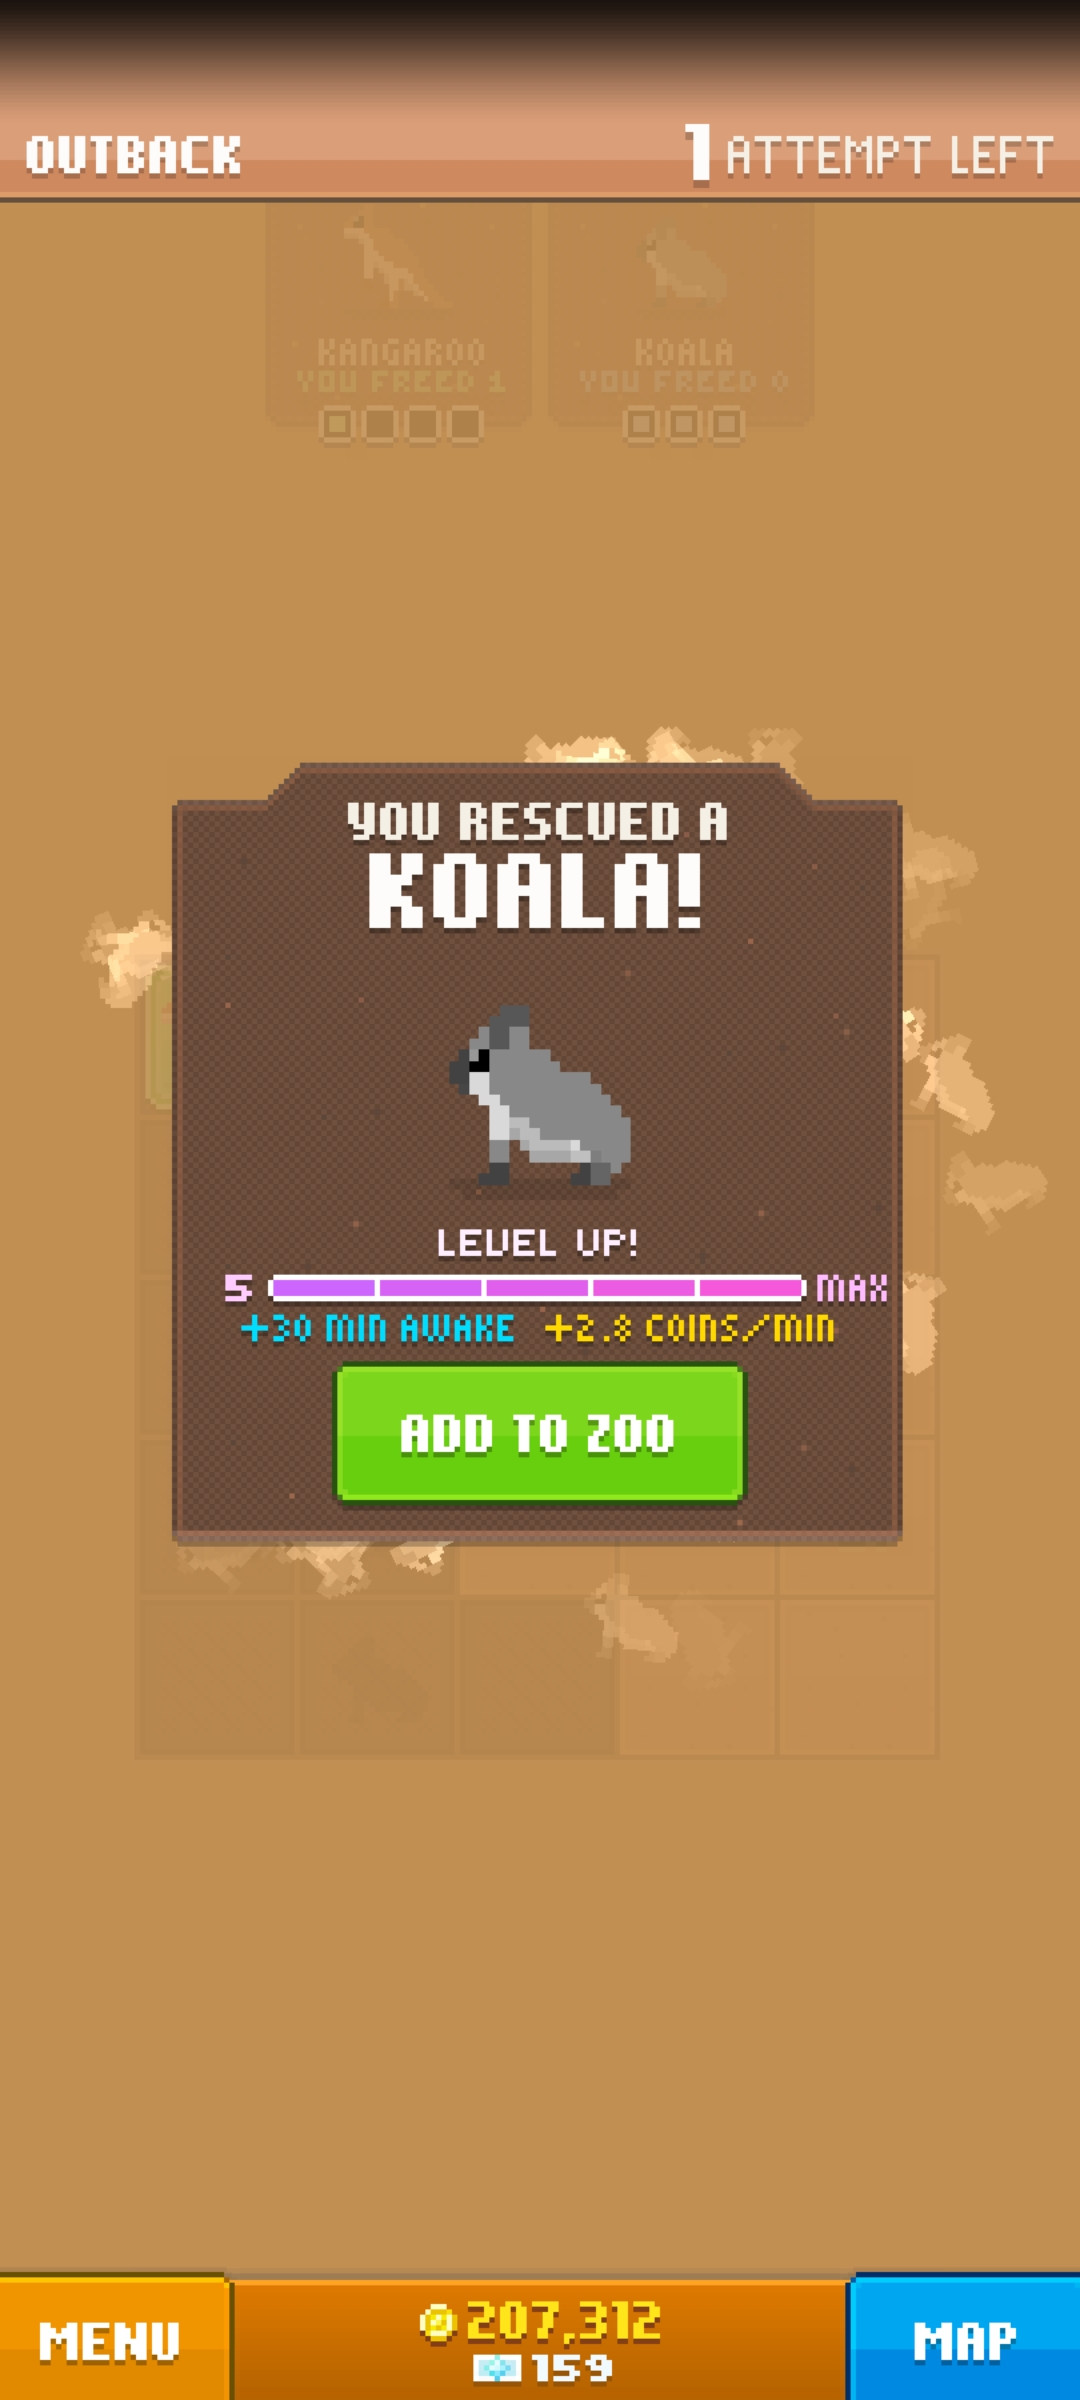 OUTBACK
1 ATTEMPT LEFT
KANGAROO
YOU FREED 1
KOALA
YOU FREED 0
YOU RESCUED A
KOALA!
LEVEL UP!
5 MAX
+30 MIN AWAKE +2.8 COINS/MIN
ADD TO ZOO
MENU
207,312
159
MAP